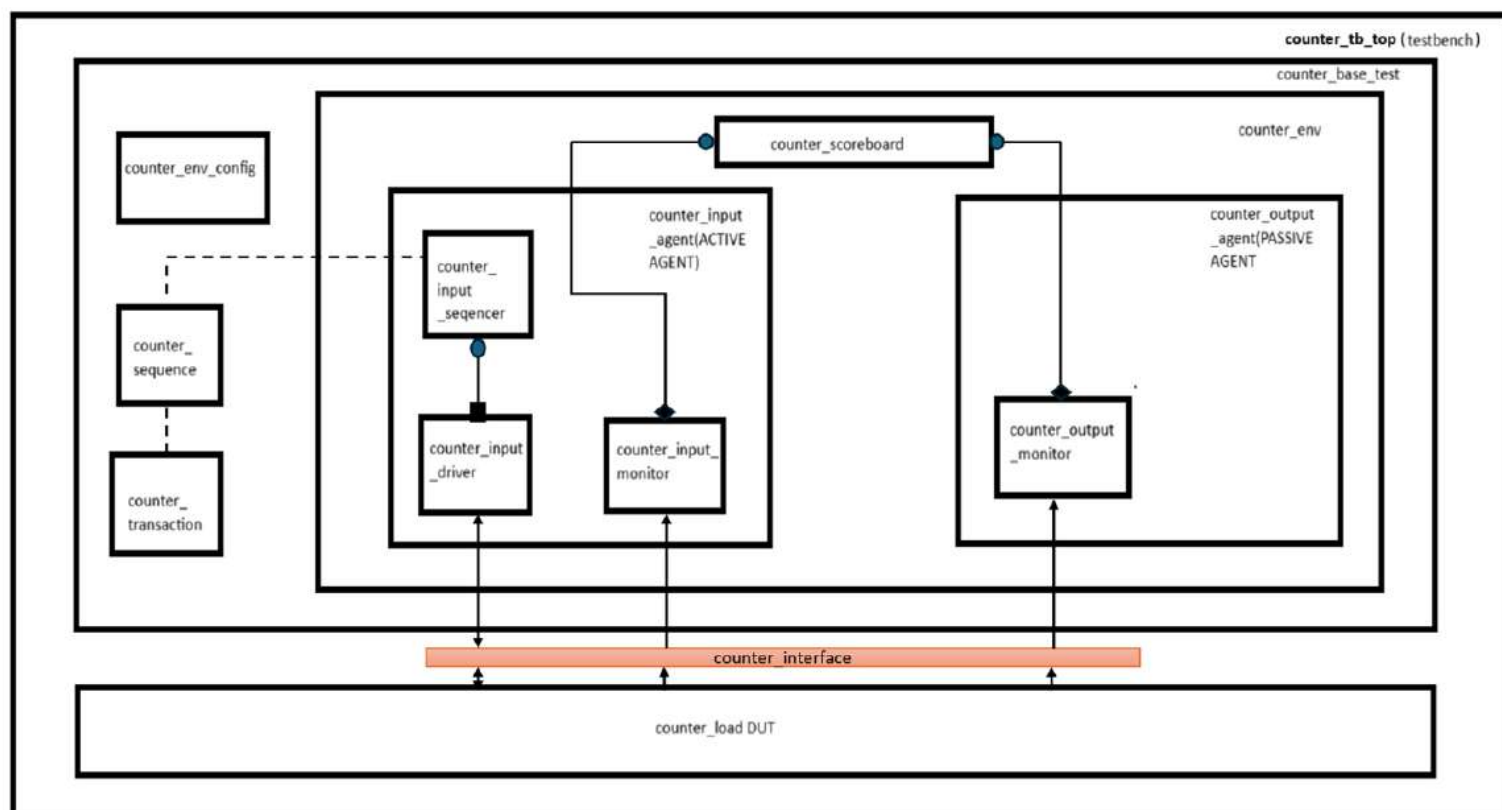 counter_tb_top (testbench)
counter_base_test
counter_env
counter_scoreboard
counter_env_config
counter_input
_agent(ACTIVE
AGENT)
counter_output
_agent(PASSIVE
AGENT
counter_
input
_seqencer
counter_
sequence
counter_input
_driver
counter_input_
monitor
counter_output
_monitor
counter_
transaction
counter_interface
counter_load DUT